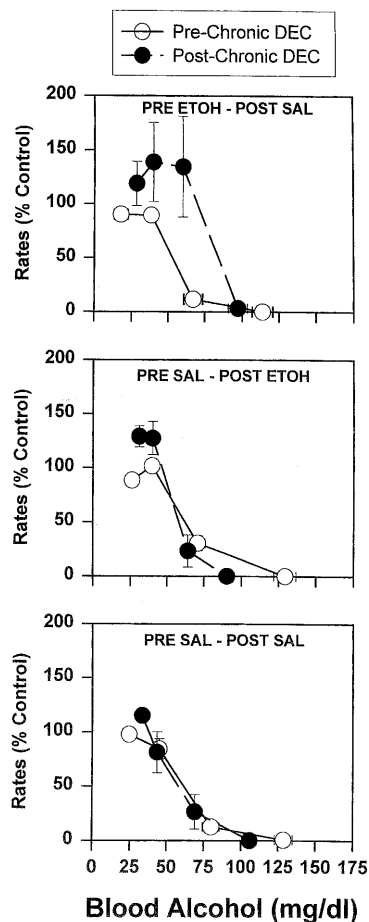 Pre-Chronic DEC
Post-Chronic DEC
PRE ETOH - POST SAL
Rates (% Control)
200
150
100
50
0
PRE SAL - POST ETOH
Rates (% Control)
200
150
100
50
0
PRE SAL - POST SAL
Rates (% Control)
200
150
100
50
0
0 25 50 75 100 125 150 175
Blood Alcohol (mg/dl)